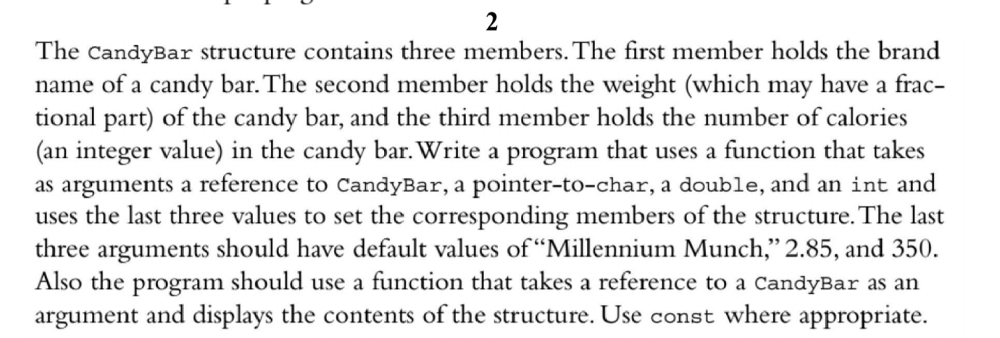 2
The CandyBar structure contains three members. The first member holds the brand
name of a candy bar. The second member holds the weight (which may have a frac-
tional part) of the candy bar, and the third member holds the number of calories
(an integer value) in the candy bar. Write a program that uses a function that takes
as arguments a reference to CandyBar, a pointer-to-char, a double, and an int and
uses the last three values to set the corresponding members of the structure. The last
three arguments should have default values of “Millennium Munch,” 2.85, and 350.
Also the program should use a function that takes a reference to a CandyBar as an
argument and displays the contents of the structure. Use const where appropriate.